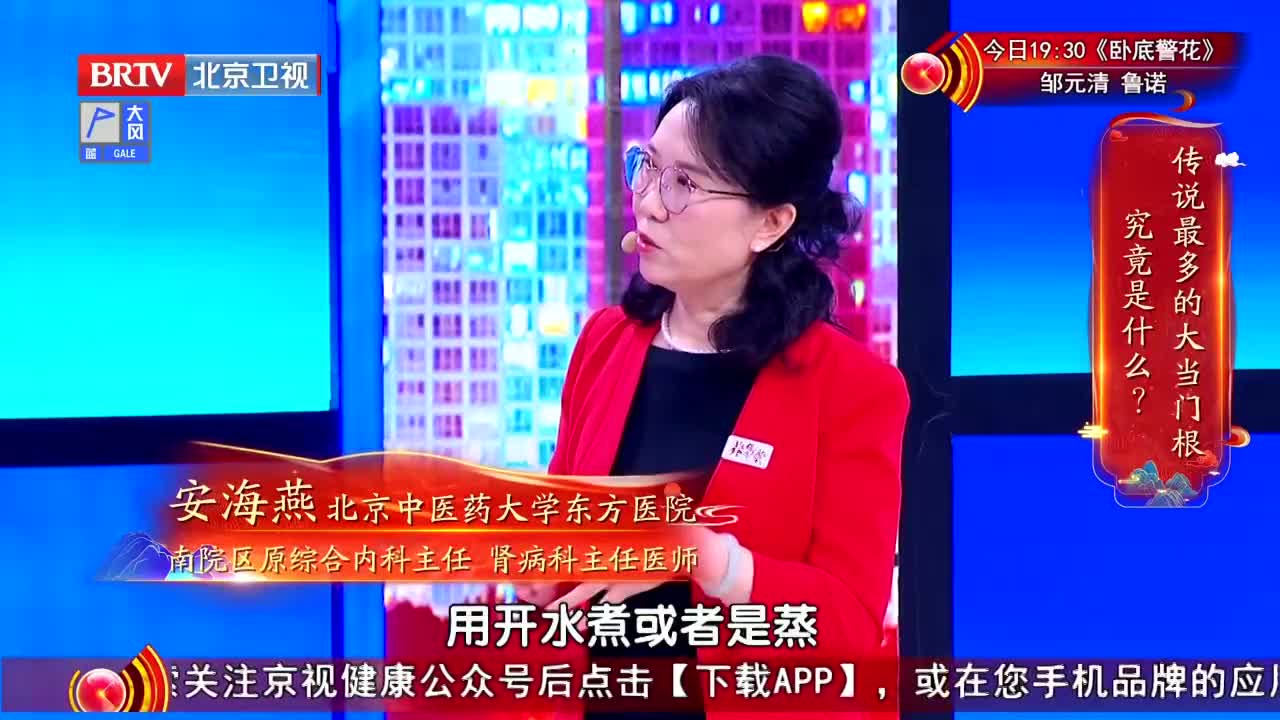 BRTV 北京卫视
大风
蓝 GALE
今日19:30《卧底警花》
邹元清 鲁诺
传说最多的大当门根
究竟是什么?
安海燕 北京中医药大学东方医院
南院区原综合内科主任 肾病科主任医师
用开水煮或者是蒸
关注京视健康公众号后点击【下载APP】，或在您手机品牌的应